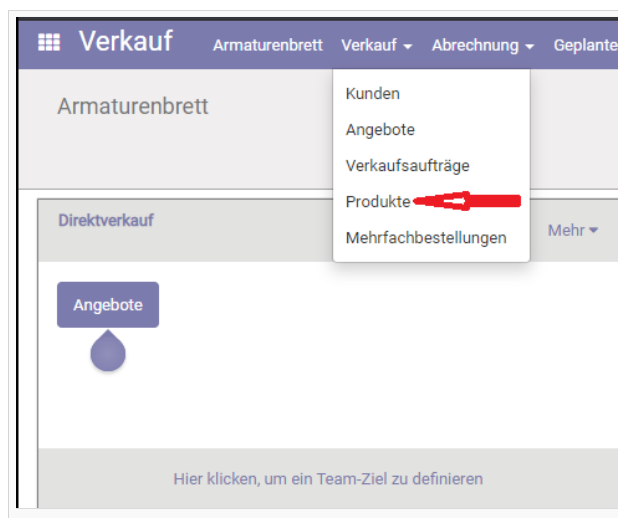 Verkauf Armaturenbrett Verkauf Abrechnung Geplante
Armaturenbrett
Kunden
Angebote
Verkaufsaufträge
Produkte
Mehrfachbestellungen
Direktverkauf
Mehr
Angebote
Hier klicken, um ein Team-Ziel zu definieren